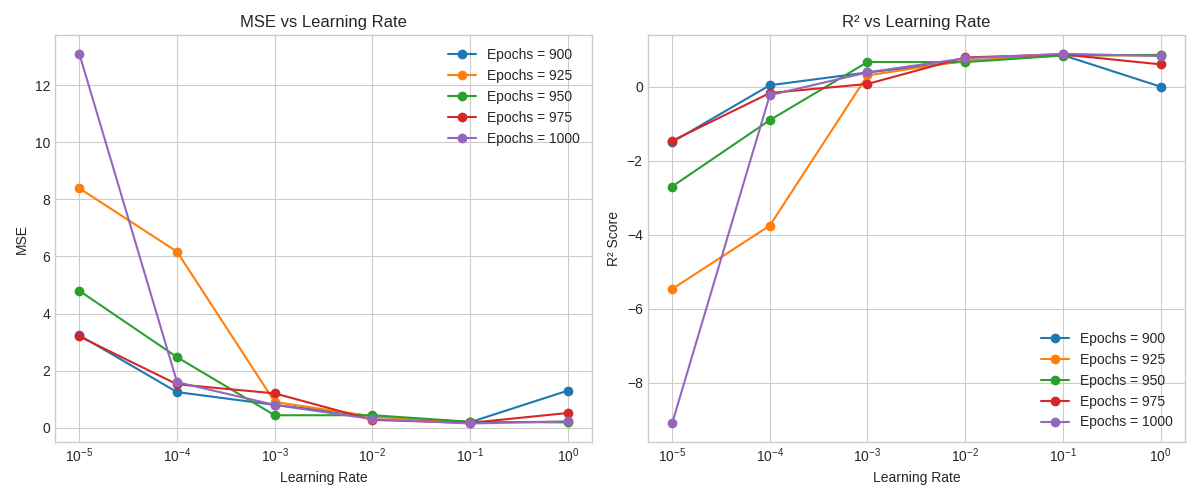 MSE vs Learning Rate
12
10
8
6
4
2
0
MSE
10⁻⁵ 10⁻⁴ 10⁻³ 10⁻² 10⁻¹ 10⁰
Learning Rate
Epochs = 900
Epochs = 925
Epochs = 950
Epochs = 975
Epochs = 1000
R² vs Learning Rate
0
−2
−4
−6
−8
R² Score
10⁻⁵ 10⁻⁴ 10⁻³ 10⁻² 10⁻¹ 10⁰
Learning Rate
Epochs = 900
Epochs = 925
Epochs = 950
Epochs = 975
Epochs = 1000